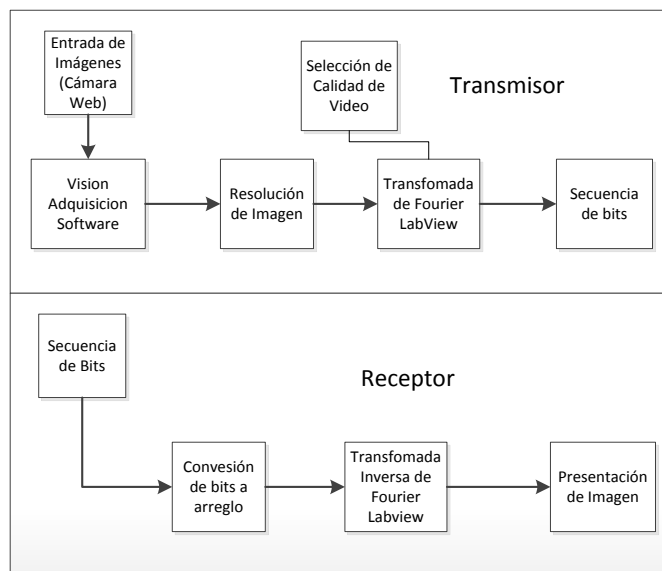 Entrada de
Imágenes
(Cámara
Web)
Selección de
Calidad de
Video
Transmisor
Vision
Adquisicion
Software
Resolución
de Imagen
Transfomada
de Fourier
LabView
Secuencia
de bits
Secuencia
de Bits
Receptor
Convesión
de bits a
arreglo
Transfomada
Inversa de
Fourier
Labview
Presentación
de Imagen